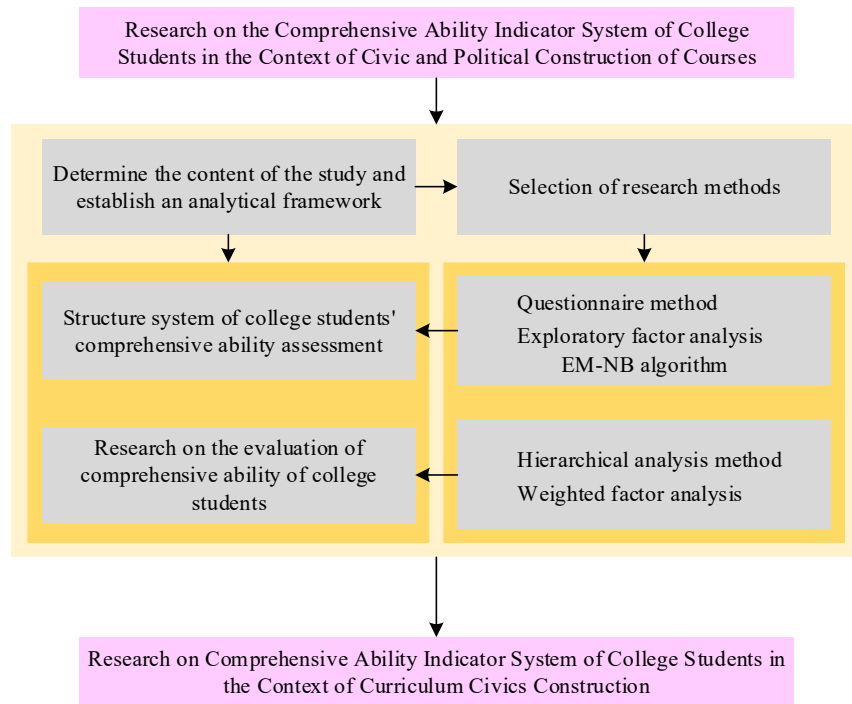 Research on the Comprehensive Ability Indicator System of College
Students in the Context of Civic and Political Construction of Courses
Determine the content of the study and
establish an analytical framework
Selection of research methods
Structure system of college students'
comprehensive ability assessment
Questionnaire method
Exploratory factor analysis
EM-NB algorithm
Research on the evaluation of
comprehensive ability of college
students
Hierarchical analysis method
Weighted factor analysis
Research on Comprehensive Ability Indicator System of College Students in
the Context of Curriculum Civics Construction